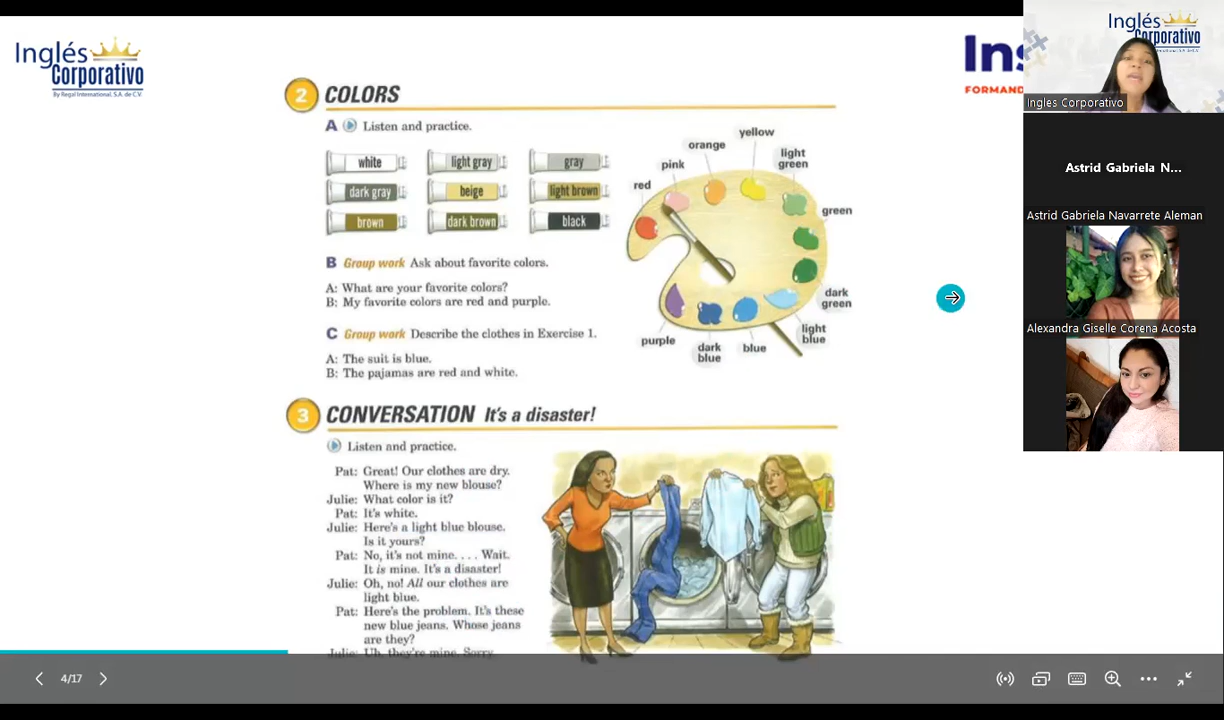 Inglés
Corporativo
By Regal International, S.A. de C.V.
Ins
FORMAND
Inglés
Corporativo
Ingles Corporativo
Astrid Gabriela N...
Astrid Gabriela Navarrete Aleman
Alexandra Giselle Corena Acosta
2 COLORS
A Listen and practice.
white light gray gray
dark gray beige light brown
brown dark brown black
red
pink
orange
yellow
light
green
green
dark
green
light
blue
blue
dark
blue
purple
B Group work Ask about favorite colors.
A: What are your favorite colors?
B: My favorite colors are red and purple.
C Group work Describe the clothes in Exercise 1.
A: The suit is blue.
B: The pajamas are red and white.
3 CONVERSATION It's a disaster!
Listen and practice.
Pat: Great! Our clothes are dry.
Where is my new blouse?
Julie: What color is it?
Pat: It's white.
Julie: Here's a light blue blouse.
Is it yours?
Pat: No, it's not mine. . . . Wait.
It is mine. It's a disaster!
Julie: Oh, no! All our clothes are
light blue.
Pat: Here's the problem. It's these
new blue jeans. Whose jeans
are they?
Julie: Uh, they're mine. Sorry.
4/17